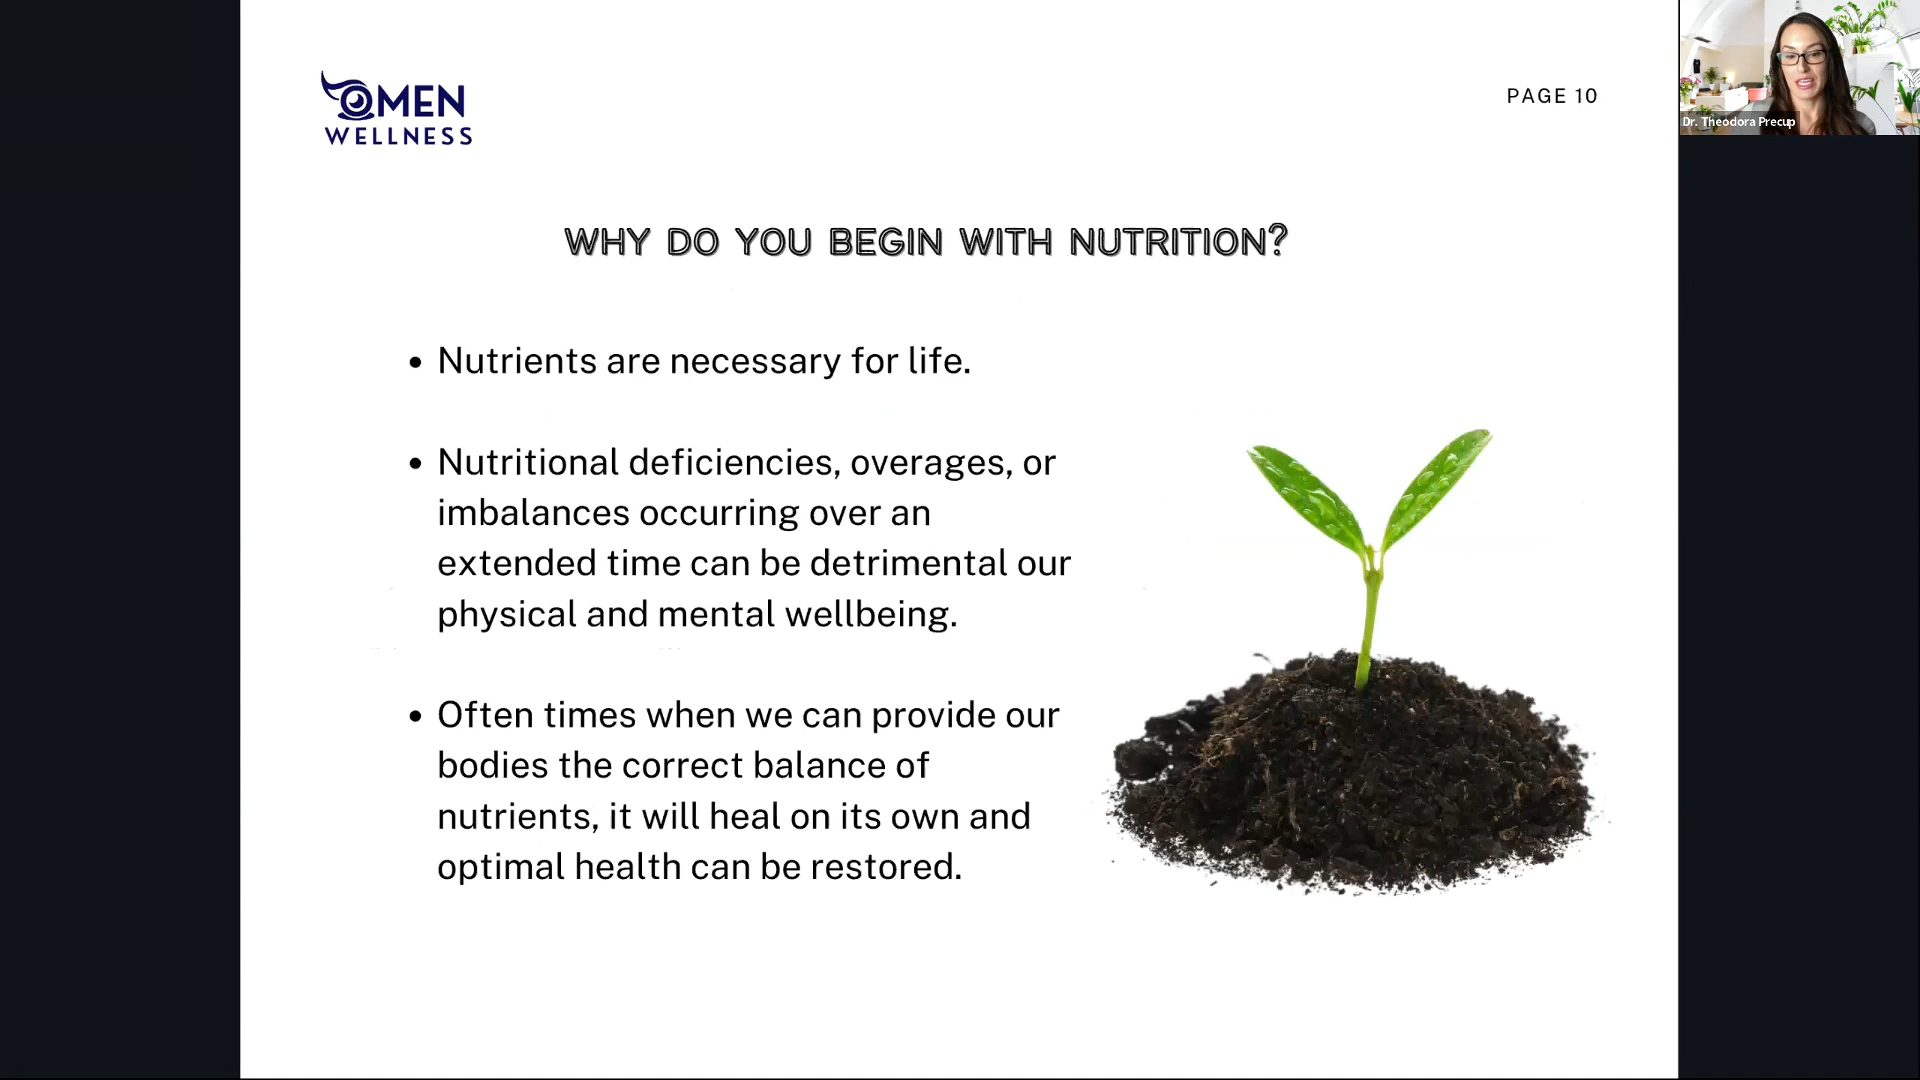 OMEN
WELLNESS
PAGE 10
Dr. Theodora Precup
WHY DO YOU BEGIN WITH NUTRITION?
• Nutrients are necessary for life.
• Nutritional deficiencies, overages, or
imbalances occurring over an
extended time can be detrimental our
physical and mental wellbeing.
• Often times when we can provide our
bodies the correct balance of
nutrients, it will heal on its own and
optimal health can be restored.